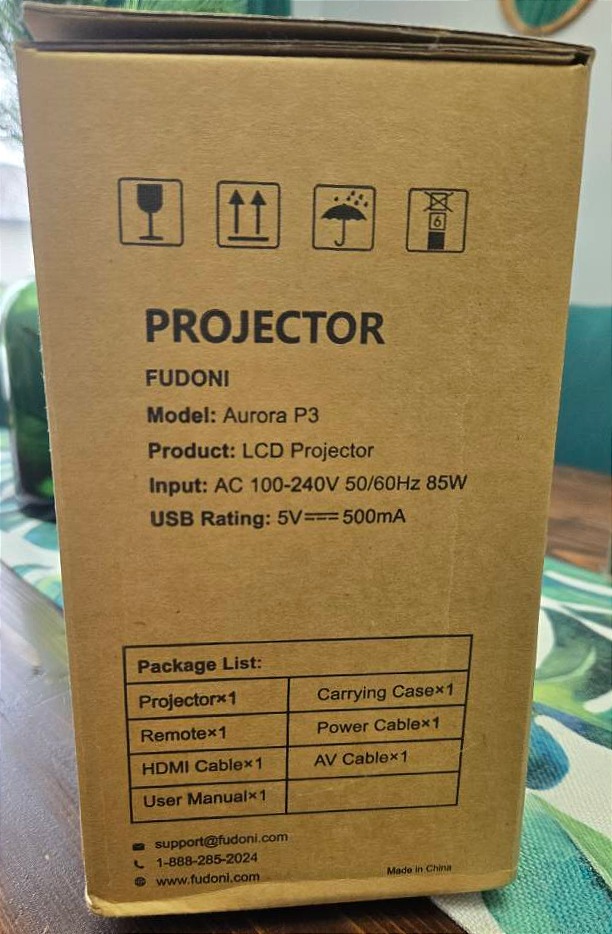 6
PROJECTOR
FUDONI
Model: Aurora P3
Product: LCD Projector
Input: AC 100-240V 50/60Hz 85W
USB Rating: 5V⎓500mA
Package List:
Projector×1 Carrying Case×1
Remote×1 Power Cable×1
HDMI Cable×1 AV Cable×1
User Manual×1
support@fudoni.com
1-888-285-2024
www.fudoni.com
Made in China